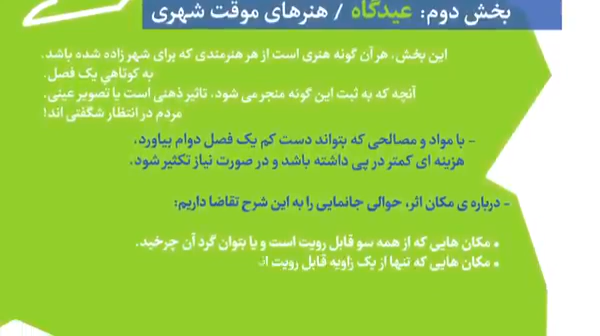 بخش دوم: عیدگاه / هنرهای موقت شهری
این بخش، هر آن گونه هنری است از هر هنرمندی که برای شهر زاده شده باشد.
به کوتاهیِ یک فصل.
آنچه که به ثبت این گونه منجر می شود، تاثیر ذهنی است یا تصویر عینی.
مردم در انتظار شگفتی اند!
- با مواد و مصالحی که بتواند دست کم یک فصل دوام بیاورد،
هزینه ای کمتر در پی داشته باشد و در صورت نیاز تکثیر شود.
- درباره ی مکان اثر، حوالی جانمایی را به این شرح تقاضا داریم:
• مکان هایی که از همه سو قابل رویت است و یا بتوان گرد آن چرخید.
• مکان هایی که تنها از یک زاویه قابل رویت